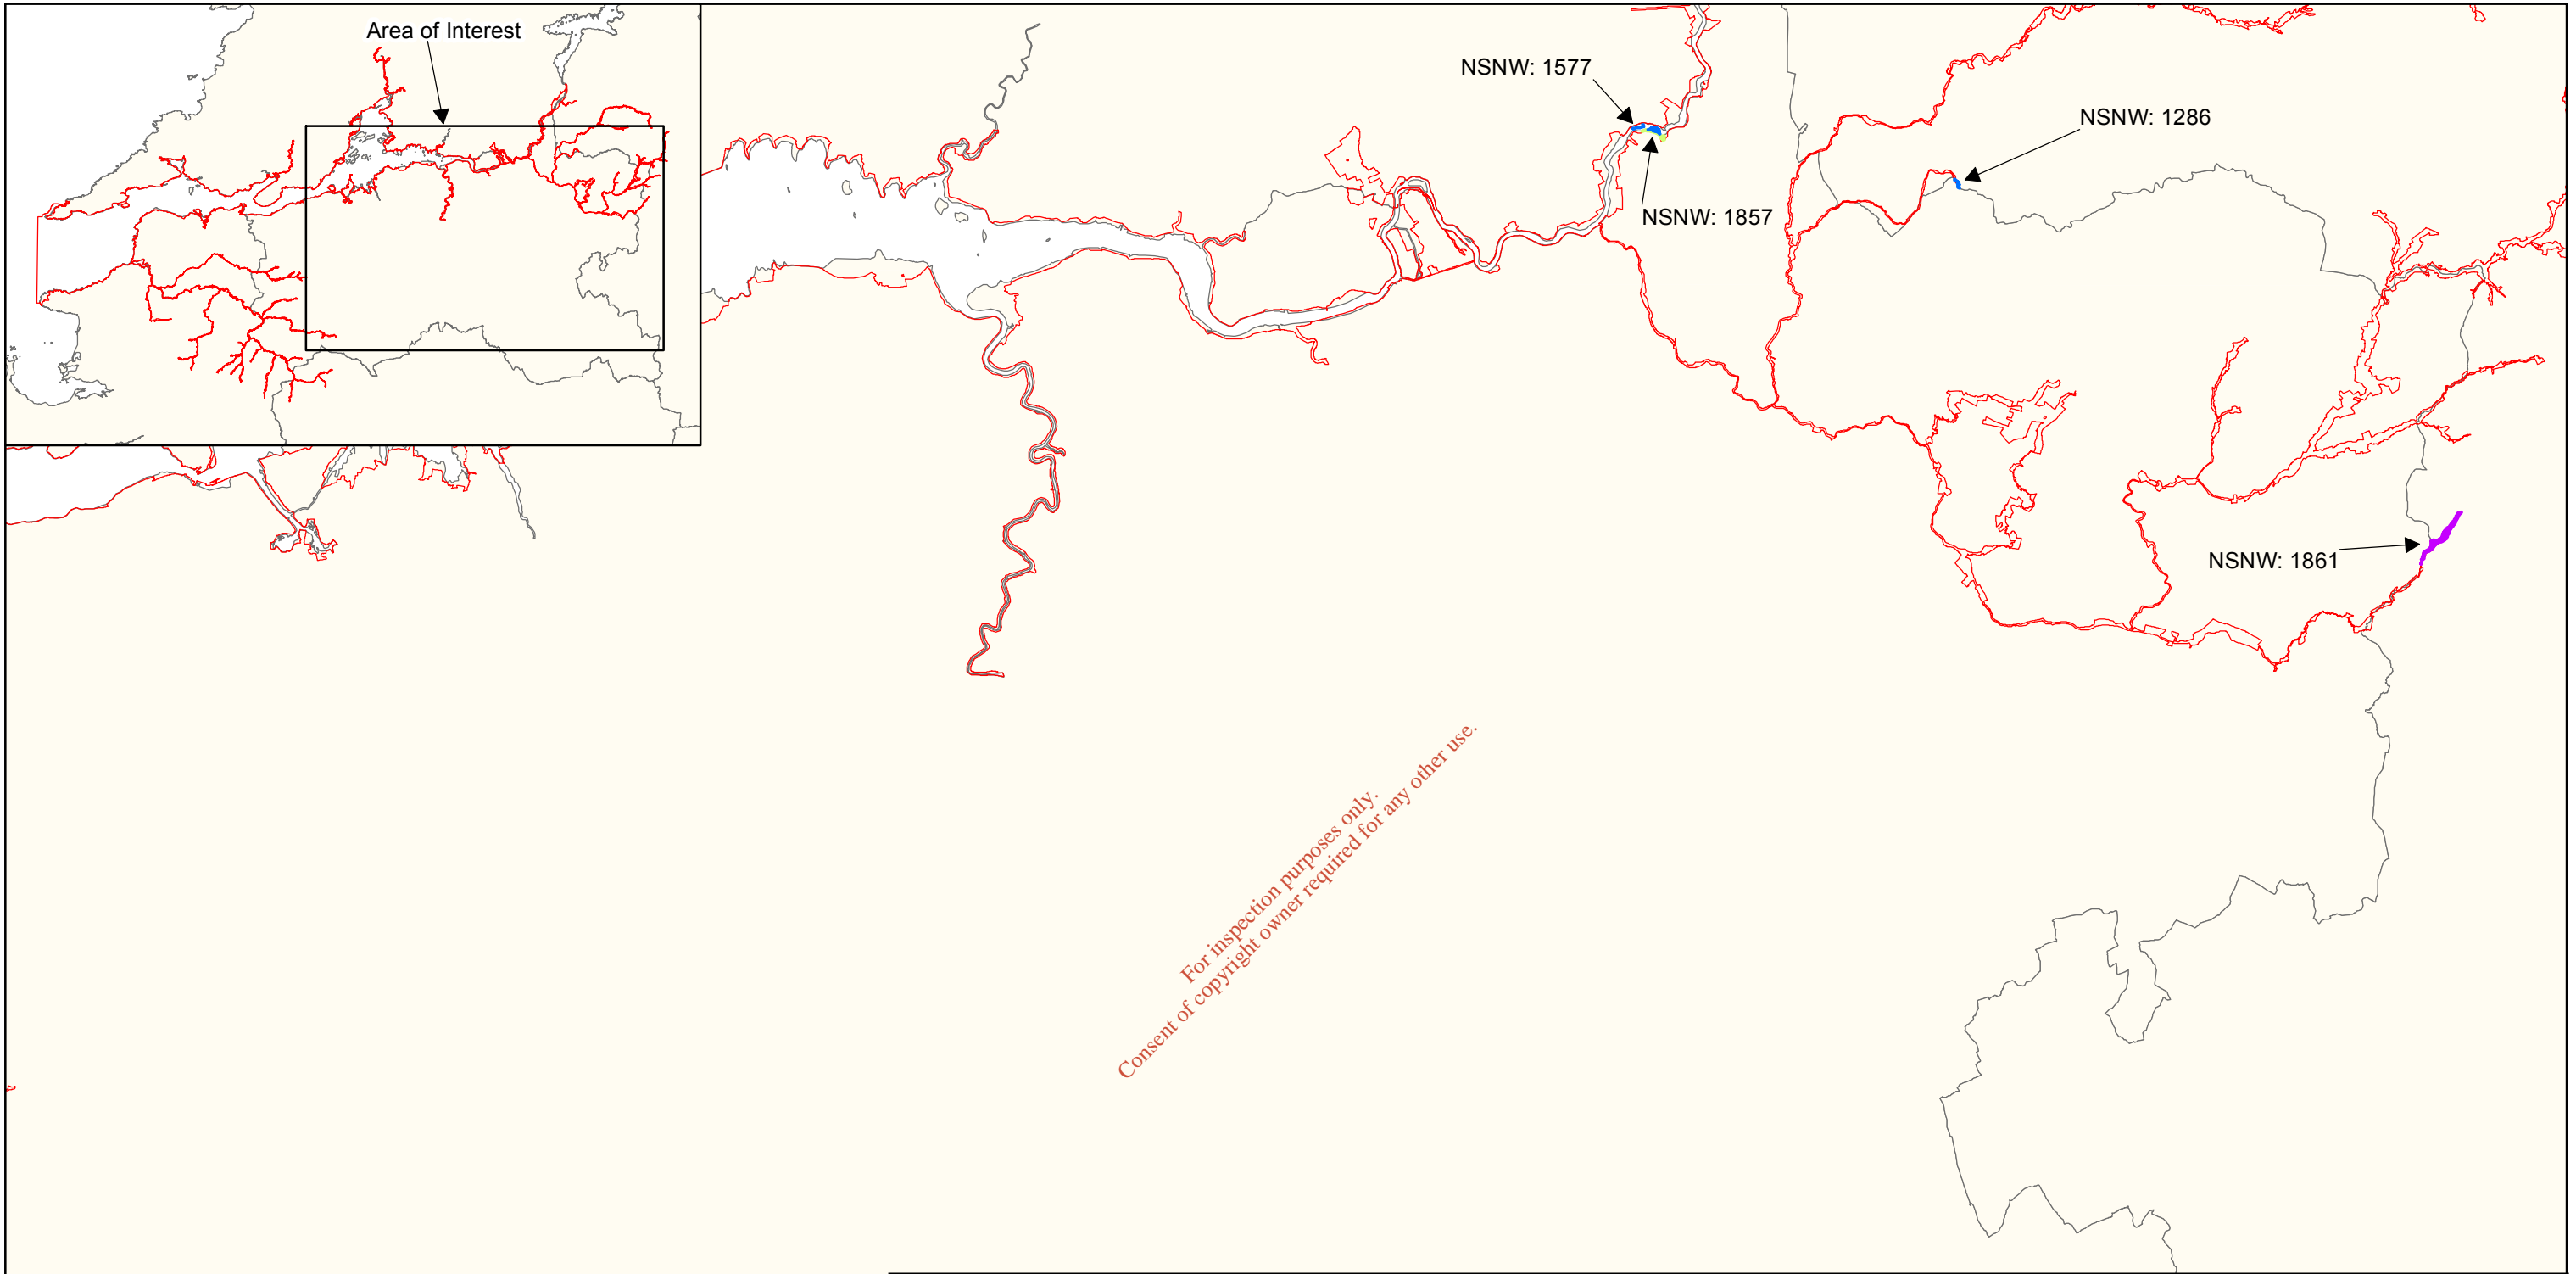 Area of Interest
NSNW: 1577
NSNW: 1286
NSNW: 1857
NSNW: 1861
For inspection purposes only.
Consent of copyright owner required for any other use.